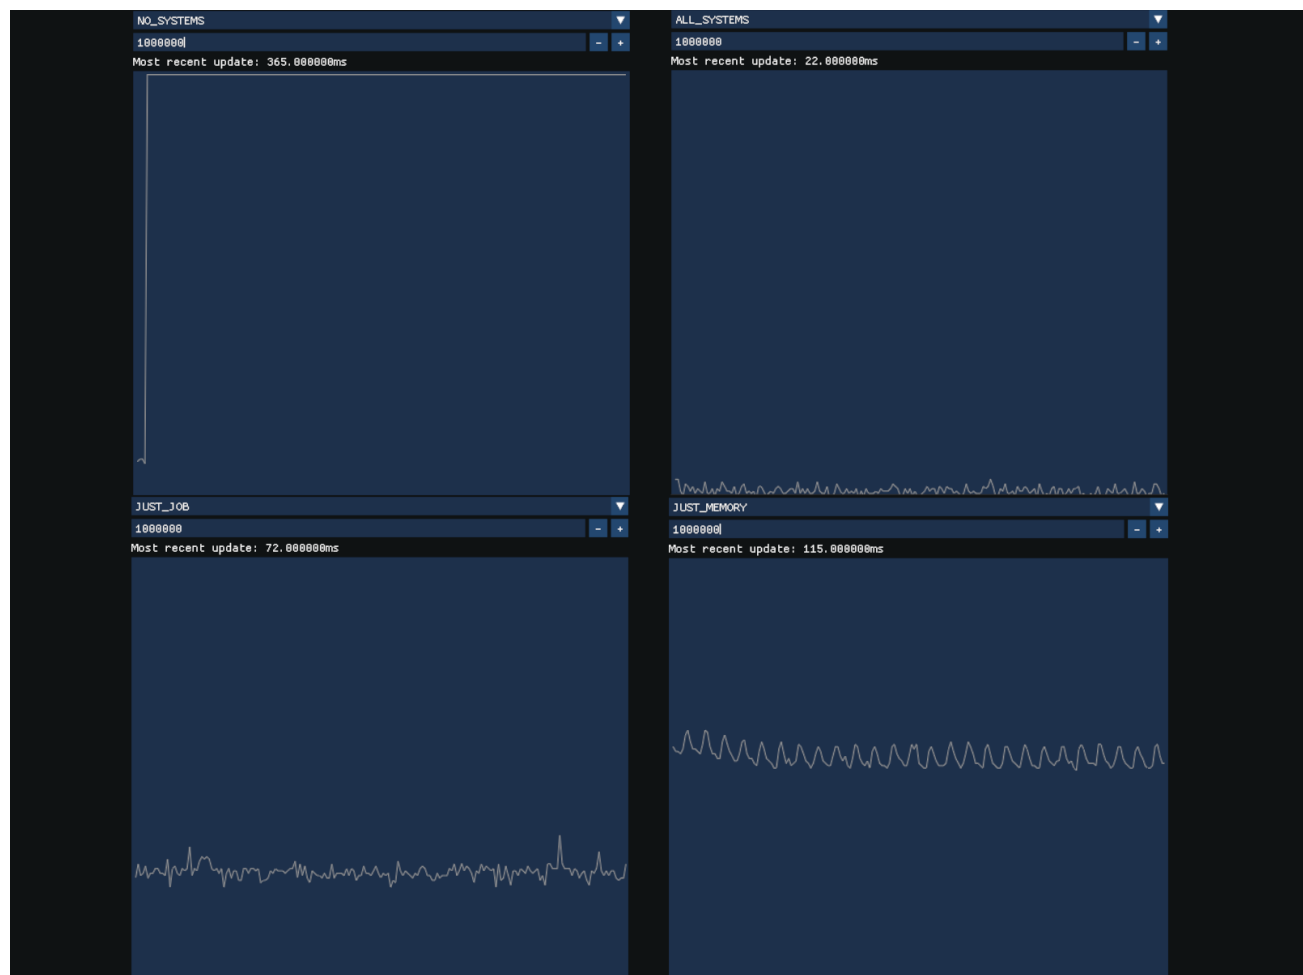 NO_SYSTEMS
1000000
- +
Most recent update: 365.000000ms
ALL_SYSTEMS
1000000
- +
Most recent update: 22.000000ms
JUST_JOB
1000000
- +
Most recent update: 72.000000ms
JUST_MEMORY
1000000
- +
Most recent update: 115.000000ms